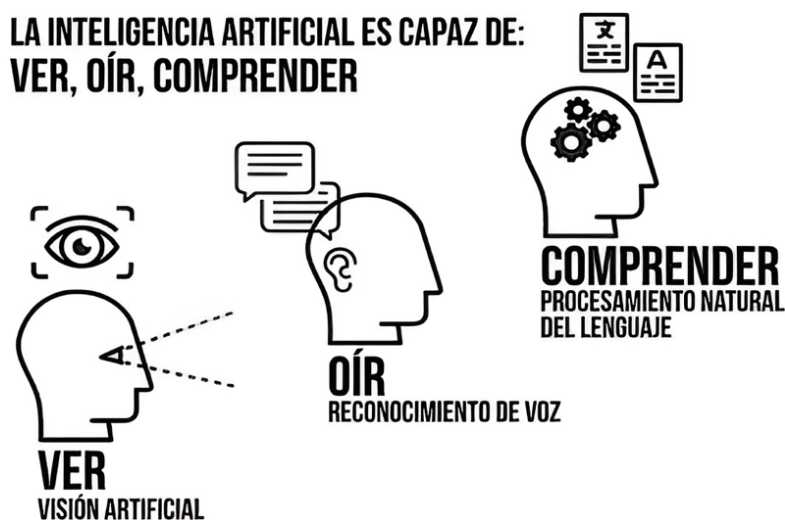 LA INTELIGENCIA ARTIFICIAL ES CAPAZ DE:
VER, OÍR, COMPRENDER
文
A
COMPRENDER
PROCESAMIENTO NATURAL
DEL LENGUAJE
OÍR
RECONOCIMIENTO DE VOZ
VER
VISIÓN ARTIFICIAL